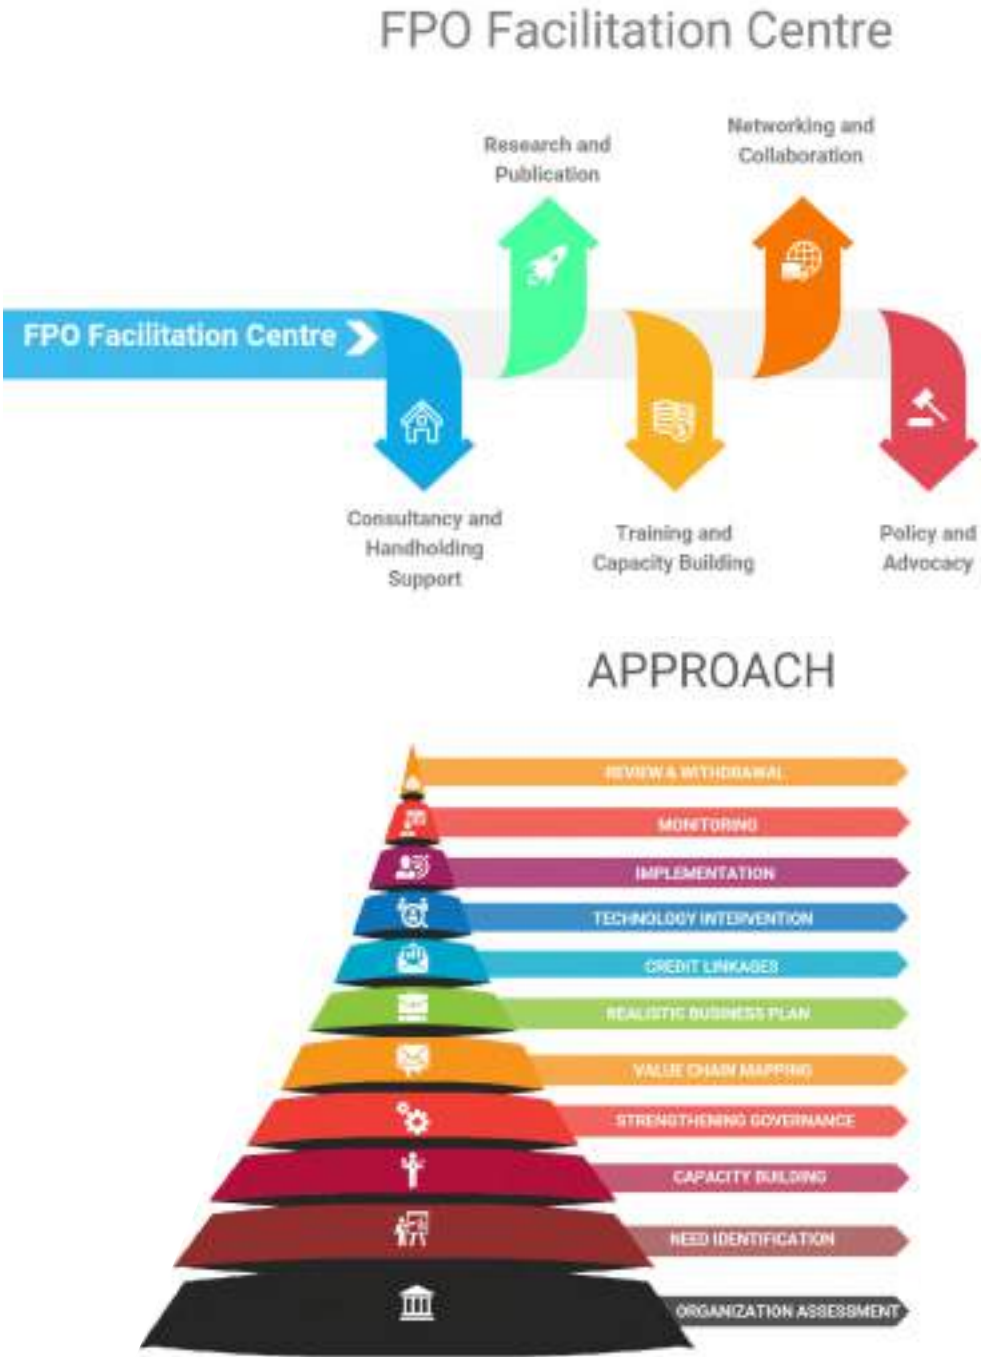 FPO Facilitation Centre
Networking and
Collaboration
Research and
Publication
FPO Facilitation Centre
Consultancy and
Handholding
Support
Training and
Capacity Building
Policy and
Advocacy
APPROACH
REVIEW & WITHDRAWAL
MONITORING
IMPLEMENTATION
TECHNOLOGY INTERVENTION
CREDIT LINKAGES
REALISTIC BUSINESS PLAN
VALUE CHAIN MAPPING
STRENGTHENING GOVERNANCE
CAPACITY BUILDING
NEED IDENTIFICATION
ORGANIZATION ASSESSMENT